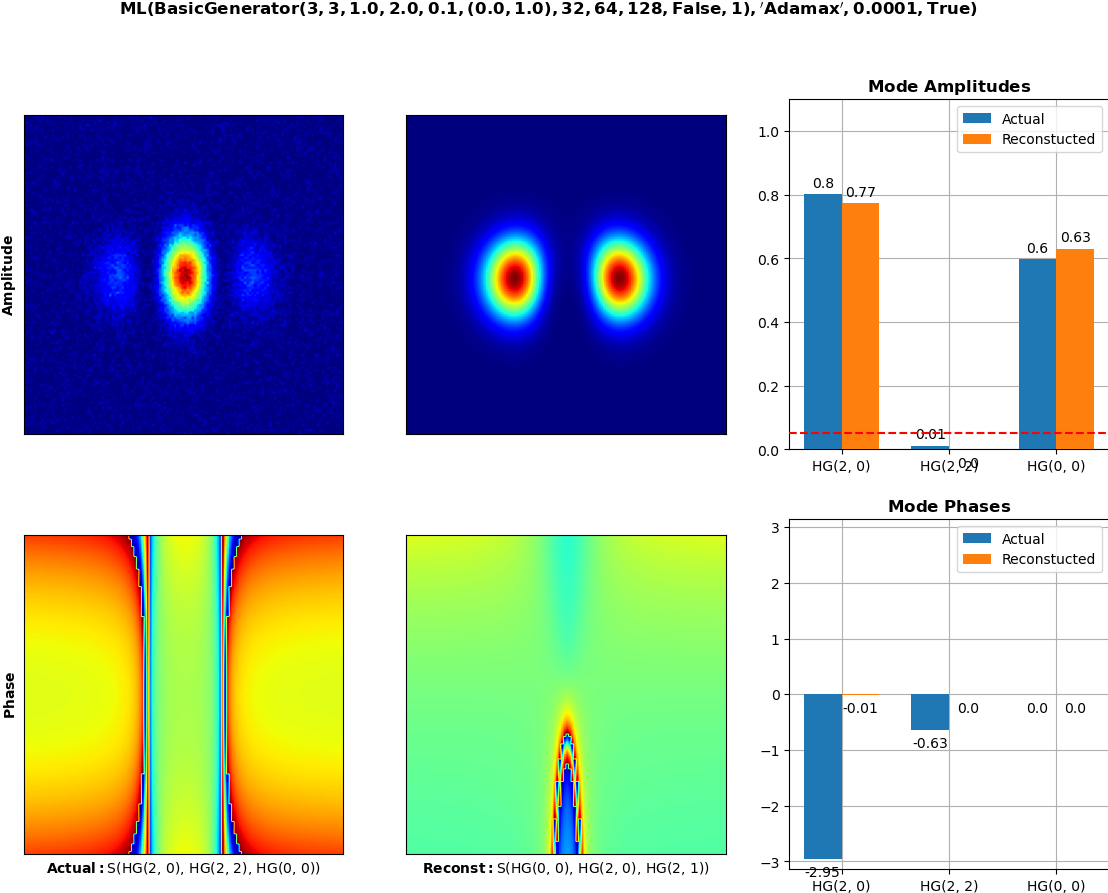 ML(BasicGenerator(3, 3, 1.0, 2.0, 0.1, (0.0, 1.0), 32, 64, 128, False, 1), 'Adamax', 0.0001, True)
Amplitude
Mode Amplitudes
Actual
Reconstucted
1.0
0.8
0.6
0.4
0.2
0.0
0.8
0.77
0.01
0.0
0.6
0.63
HG(2, 0)
HG(2, 2)
HG(0, 0)
Phase
Actual: S(HG(2, 0), HG(2, 2), HG(0, 0))
Reconst: S(HG(0, 0), HG(2, 0), HG(2, 1))
Mode Phases
Actual
Reconstucted
3
2
1
0
−1
−2
−3
-2.95
-0.01
-0.63
0.0
0.0
0.0
HG(2, 0)
HG(2, 2)
HG(0, 0)